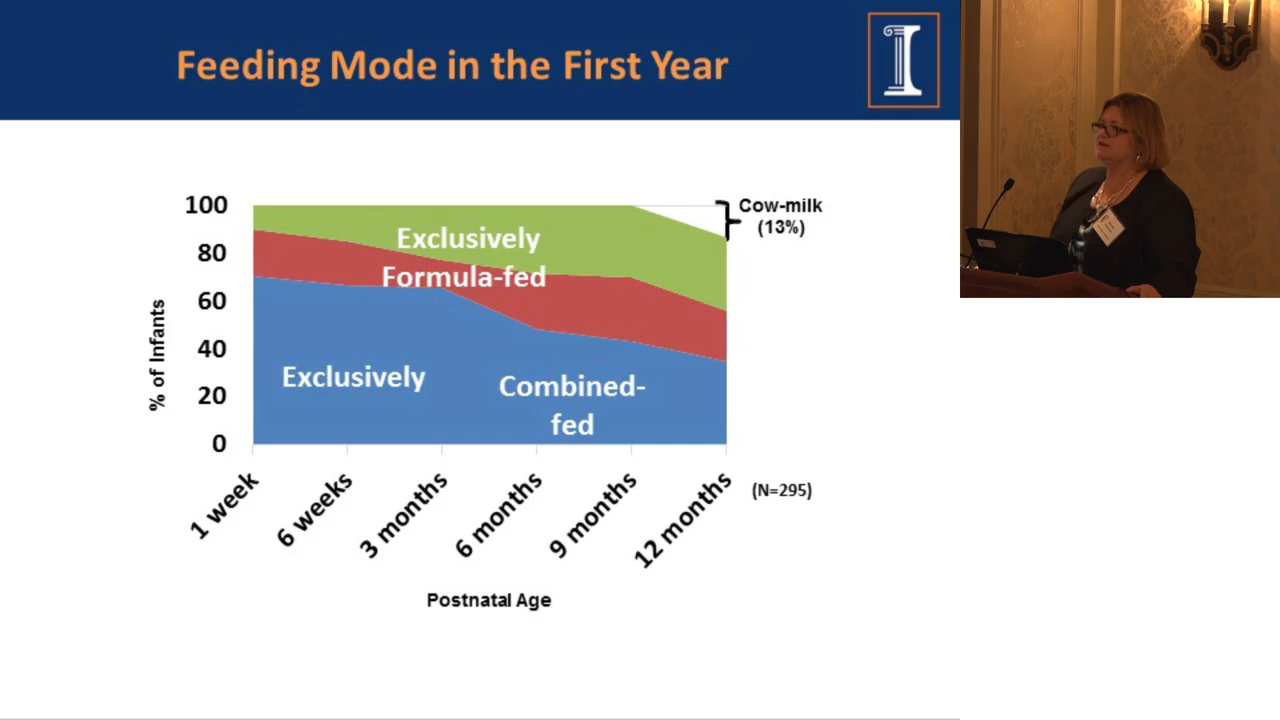 Feeding Mode in the First Year
I
100
80
60
40
20
0
% of Infants
Exclusively
Formula-fed
Exclusively
Combined-
fed
Cow-milk
(13%)
1 week
6 weeks
3 months
6 months
9 months
12 months
(N=295)
Postnatal Age